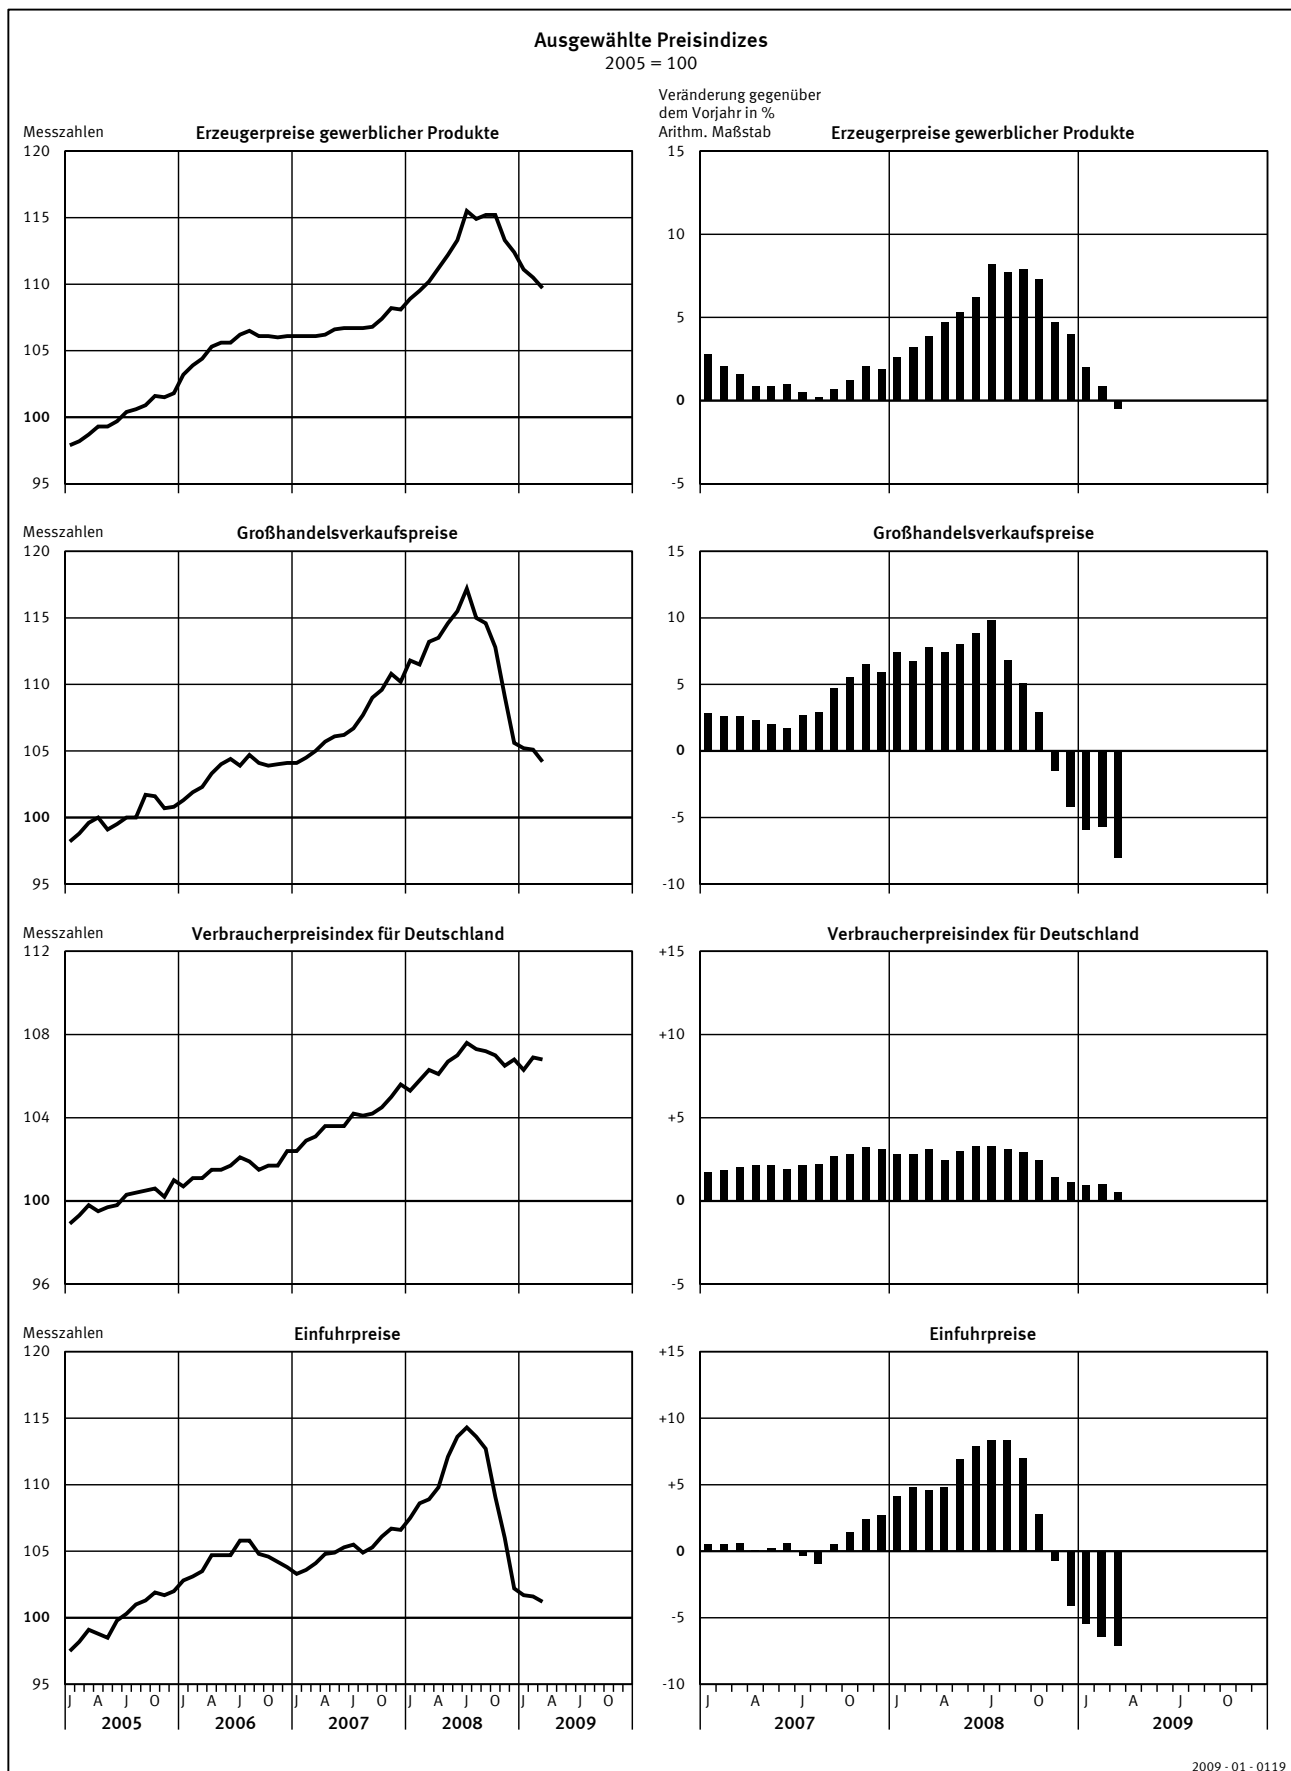 Ausgewählte Preisindizes
2005 = 100
Messzahlen
Erzeugerpreise gewerblicher Produkte
120
115
110
105
100
95
Veränderung gegenüber
dem Vorjahr in %
Arithm. Maßstab
Erzeugerpreise gewerblicher Produkte
15
10
5
0
-5
Messzahlen
Großhandelsverkaufspreise
120
115
110
105
100
95
Großhandelsverkaufspreise
15
10
5
0
-5
-10
Messzahlen
Verbraucherpreisindex für Deutschland
112
108
104
100
96
Verbraucherpreisindex für Deutschland
+15
+10
+5
0
-5
Messzahlen
Einfuhrpreise
120
115
110
105
100
95
J A J O J A J O J A J O J A J O J A J O
2005 2006 2007 2008 2009
Einfuhrpreise
+15
+10
+5
0
-5
-10
J A J O J A J O J A J O
2007 2008 2009
2009 - 01 - 0119